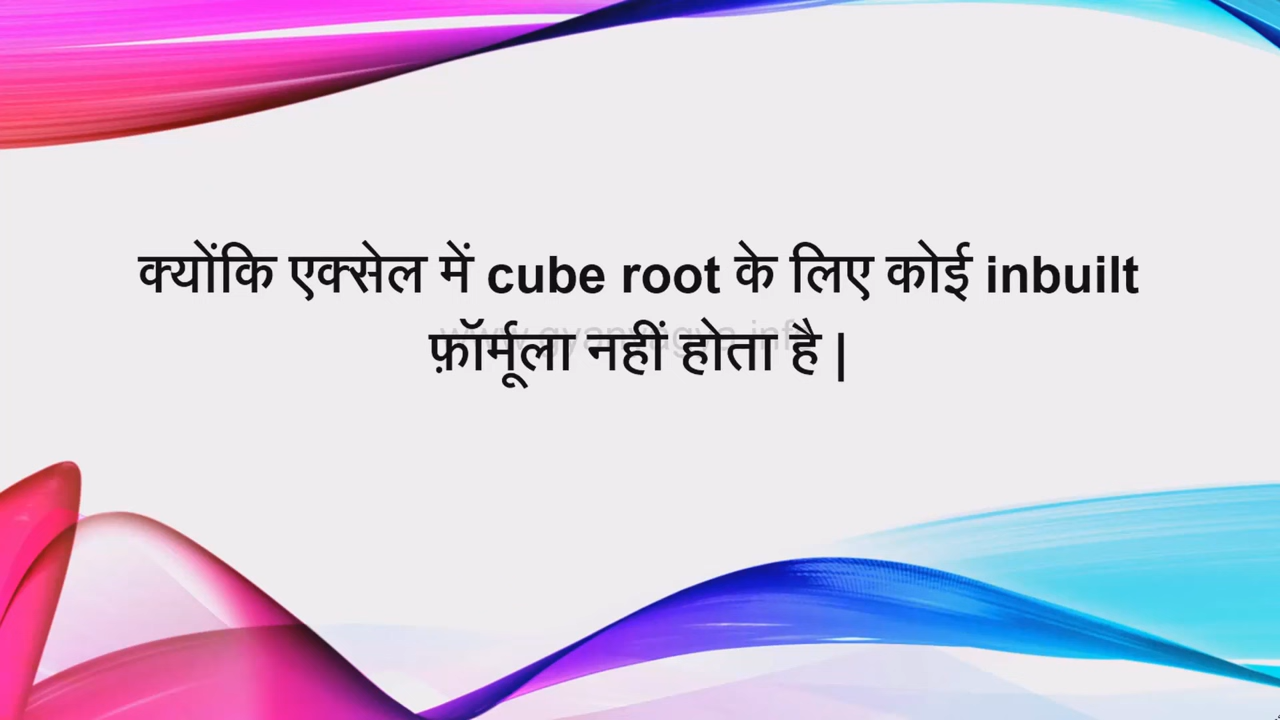 क्योंकि एक्सेल में cube root के लिए कोई inbuilt
फ़ॉर्मूला नहीं होता है |